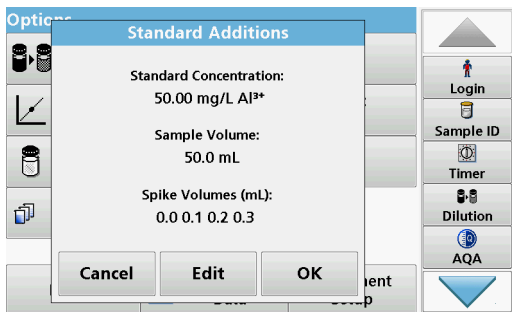 Options
Standard Additions
Standard Concentration:
50.00 mg/L Al³⁺
Sample Volume:
50.0 mL
Spike Volumes (mL):
0.0 0.1 0.2 0.3
Cancel
Edit
OK
Login
Sample ID
Timer
Dilution
AQA